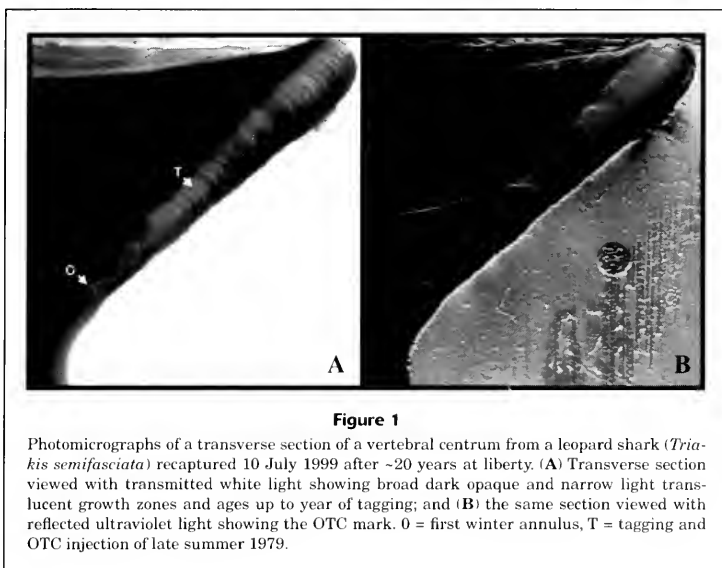 T
O
A
B
Figure 1
Photomicrographs of a transverse section of a vertebral centrum from a leopard shark (Tria-
kis semifasciata) recaptured 10 July 1999 after ~20 years at liberty. (A) Transverse section
viewed with transmitted white light showing broad dark opaque and narrow light trans-
lucent growth zones and ages up to year of tagging; and (B) the same section viewed with
reflected ultraviolet light showing the OTC mark. 0 = first winter annulus, T = tagging and
OTC injection of late summer 1979.